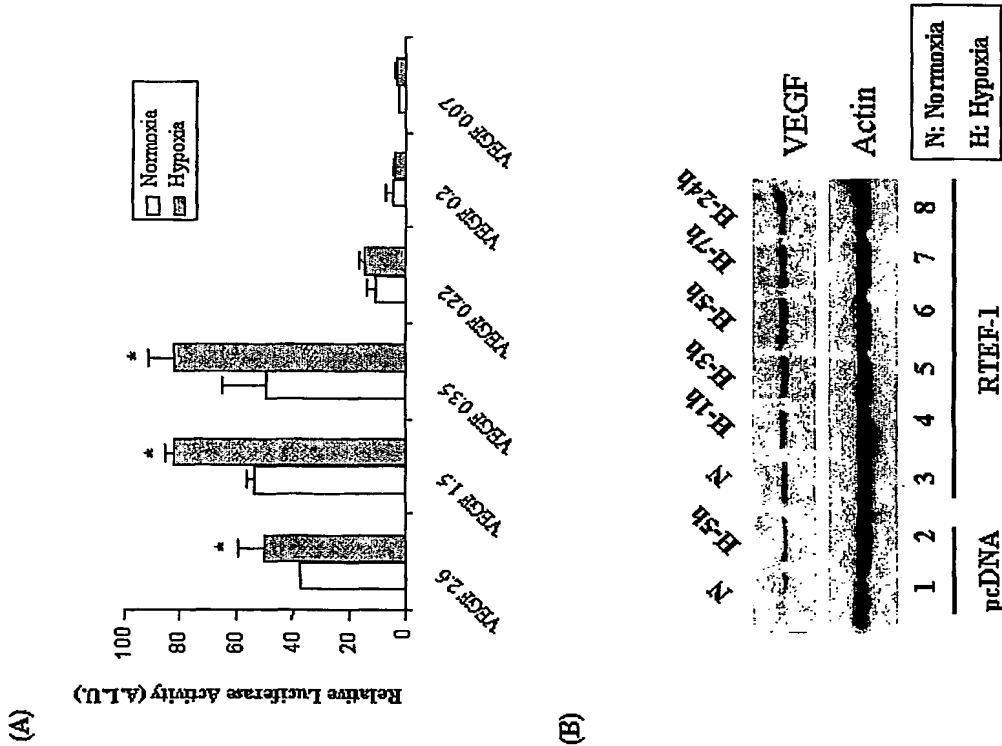 (A)
Relative Luciferase Activity (A.L.U.)
100
80
60
40
20
0
Normoxia
Hypoxia
*
*
*
VEGF 2.6
VEGF 1.5
VEGF 0.35
VEGF 0.22
VEGF 0.2
VEGF 0.07
(B)
N H-5h N H-1h H-3h H-5h H-7h H-24h
VEGF
Actin
1 2 3 4 5 6 7 8
pcDNA RTEF-1
N: Normoxia
H: Hypoxia